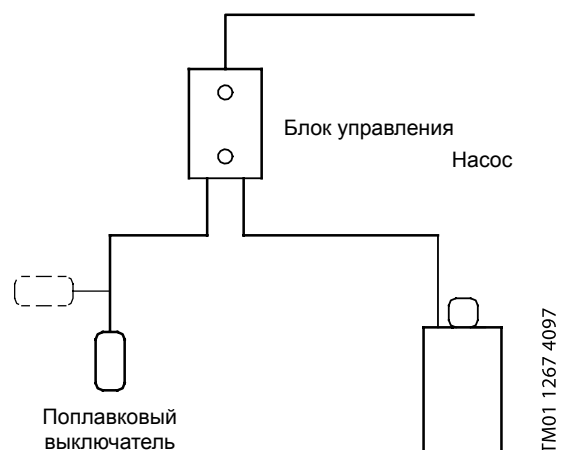 Блок управления
Насос
Поплавковый
выключатель
TM01 1267 4097